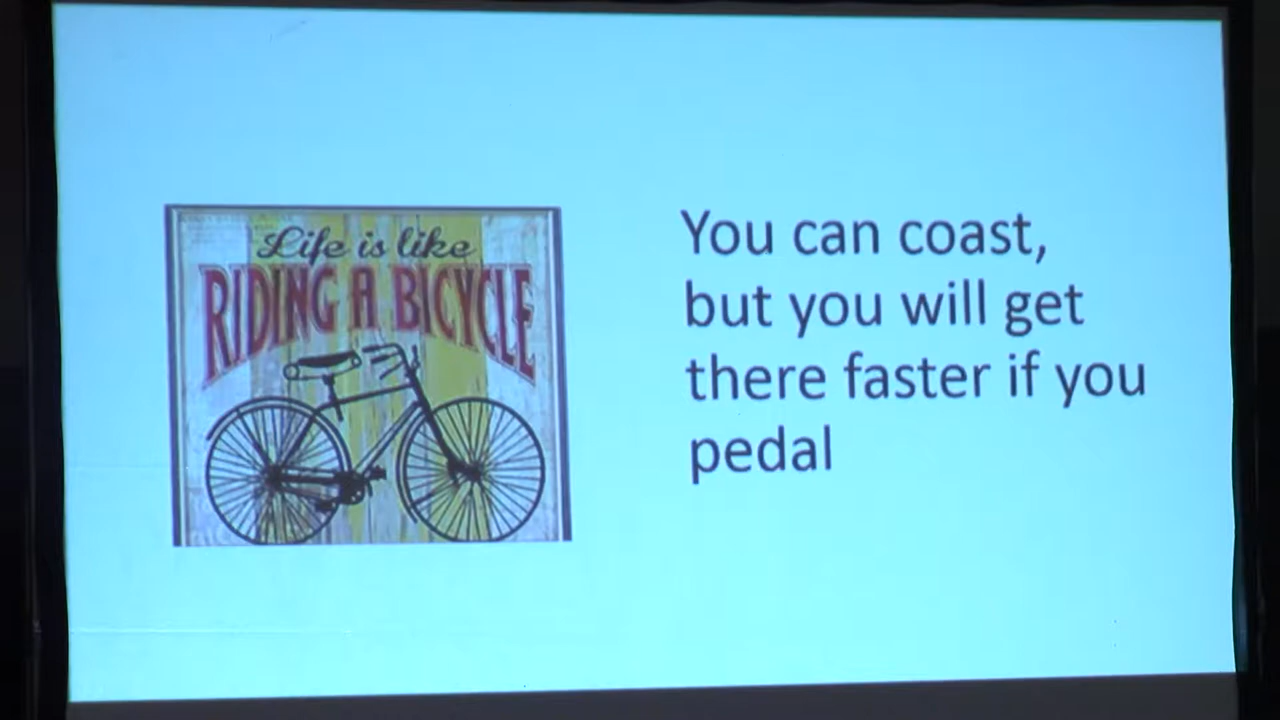 Life is like
RIDING A BICYCLE
You can coast,
but you will get
there faster if you
pedal